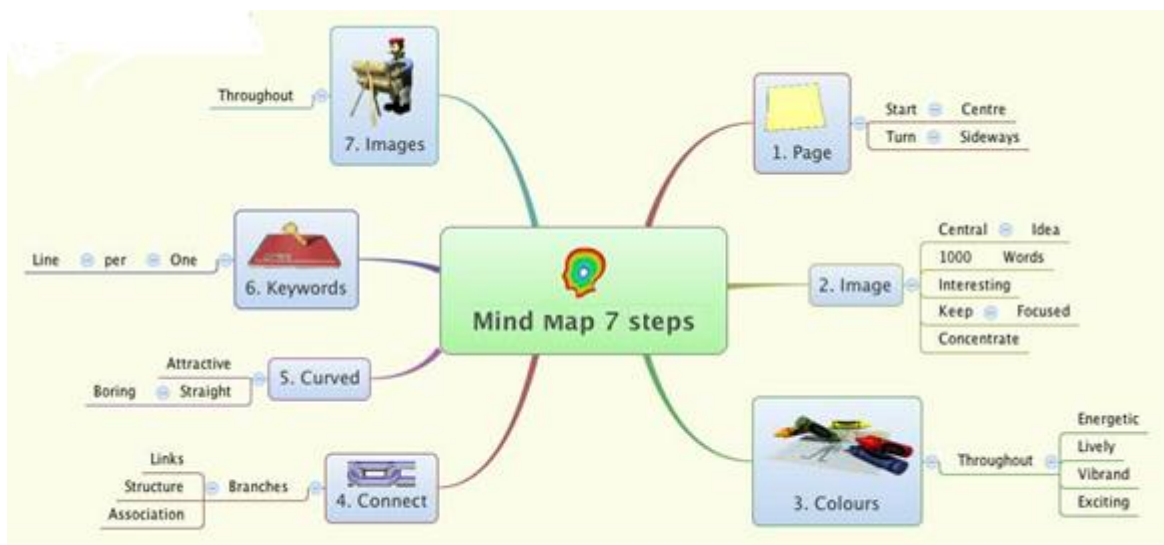 Mind Map 7 steps
1. Page
Start Centre
Turn Sideways
2. Image
Central Idea
1000 Words
Interesting
Keep Focused
Concentrate
3. Colours
Throughout
Energetic
Lively
Vibrand
Exciting
4. Connect
Branches
Links
Structure
Association
5. Curved
Attractive
Boring Straight
6. Keywords
Line per One
7. Images
Throughout